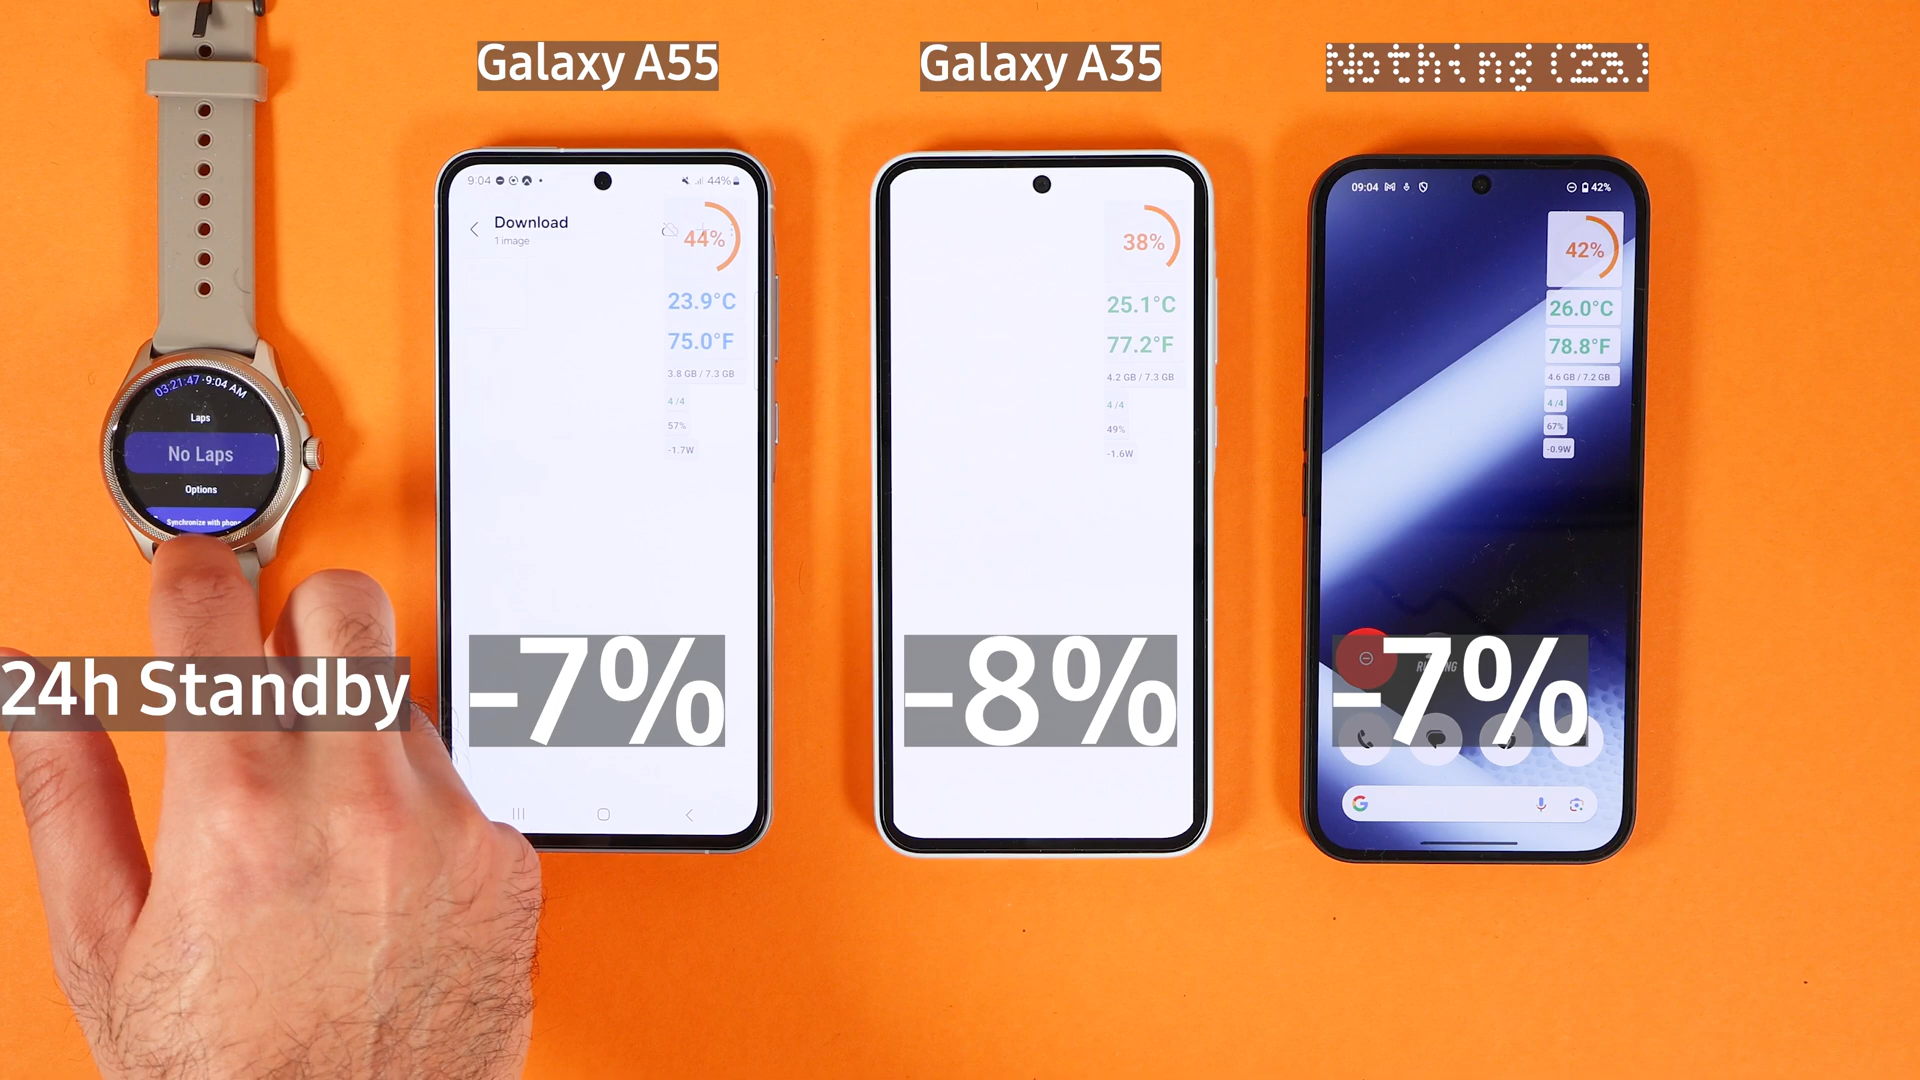 Galaxy A55
Galaxy A35
Nothing (2a)
03:21:47 · 9:04 AM
Laps
No Laps
Options
Synchronize with phone
9:04
44%
Download
1 image
44%
23.9°C
75.0°F
3.8 GB / 7.3 GB
4 /4
57%
-1.7W
38%
25.1°C
77.2°F
4.2 GB / 7.3 GB
4 /4
49%
-1.6W
09:04
42%
42%
26.0°C
78.8°F
4.6 GB / 7.2 GB
4 /4
67%
-0.9W
24h Standby
-7%
-8%
-7%